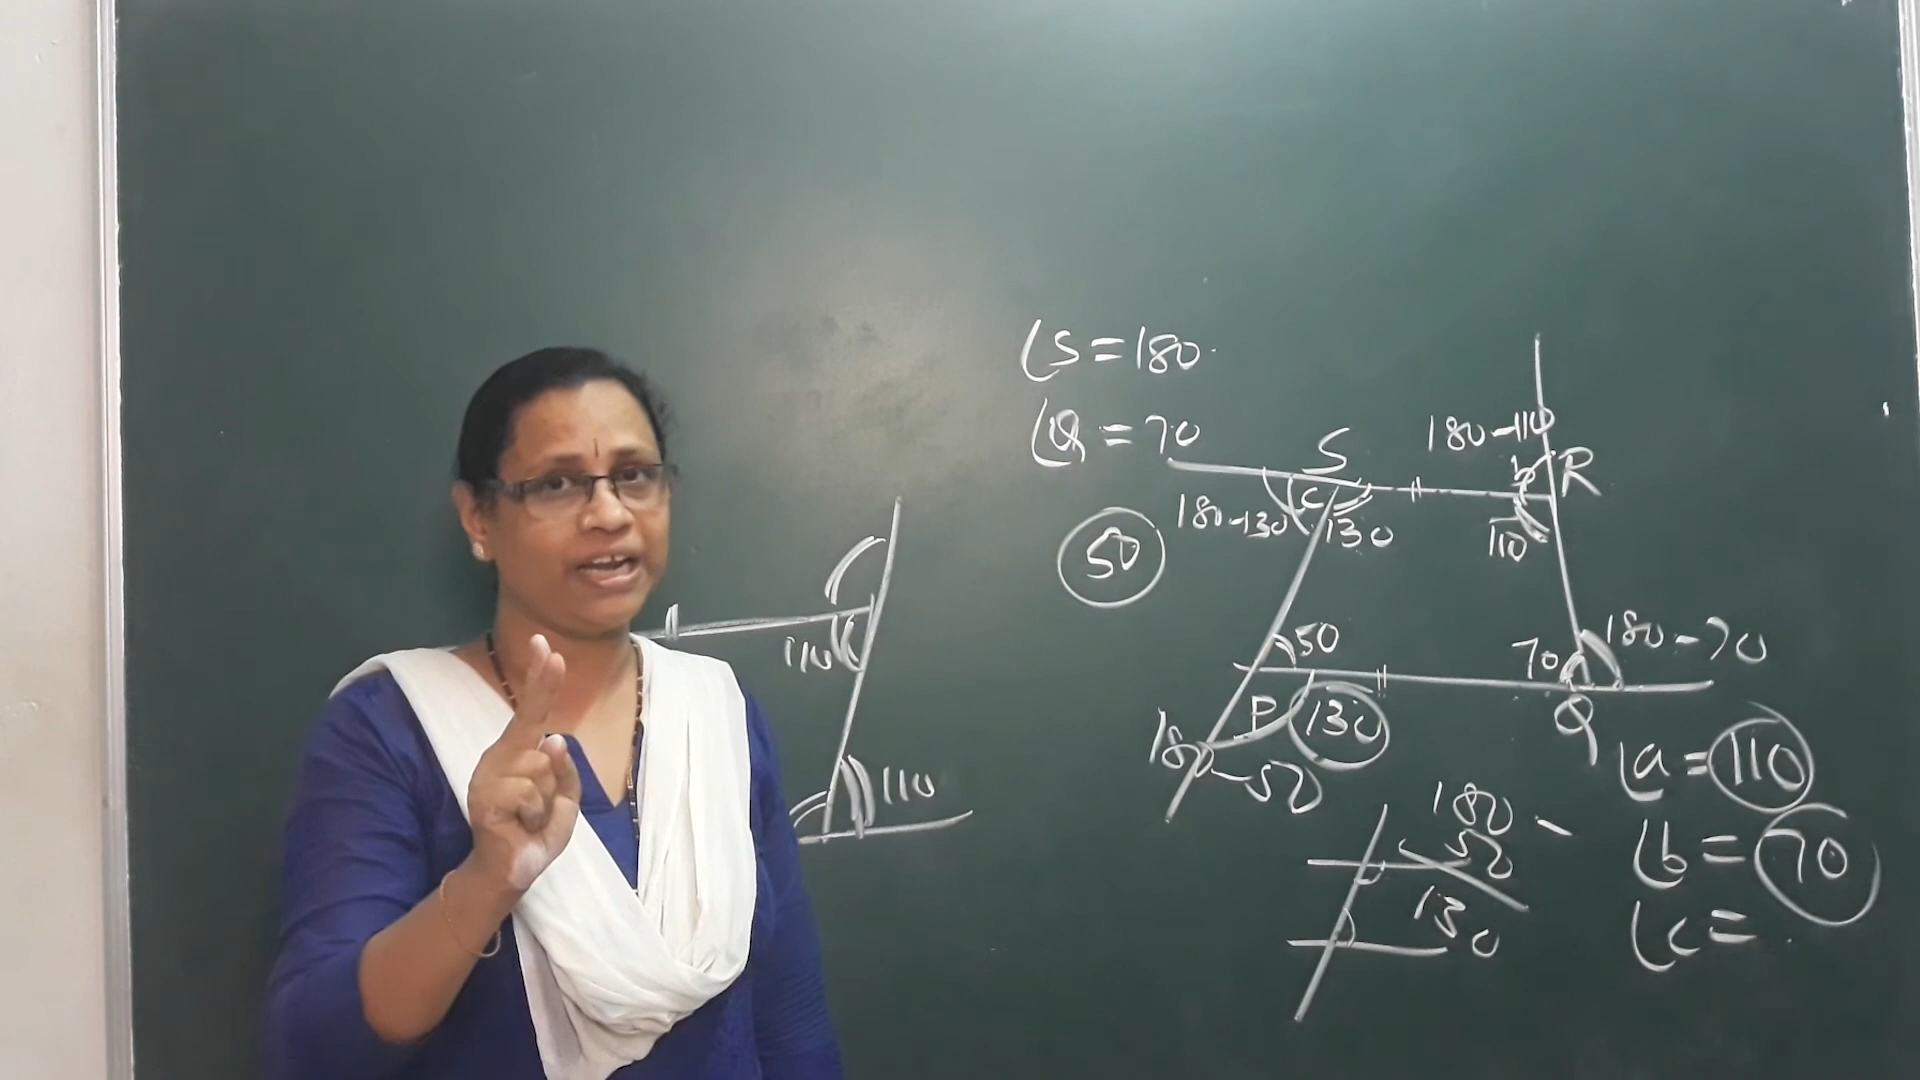 ∠S = 180
∠Q = 70
S
180-110
b
R
180-130
c
130
110
50
50
70
180-70
P
130
Q
180-50
∠a = 110
∠b = 70
∠c =
180 -
50
130
110
110